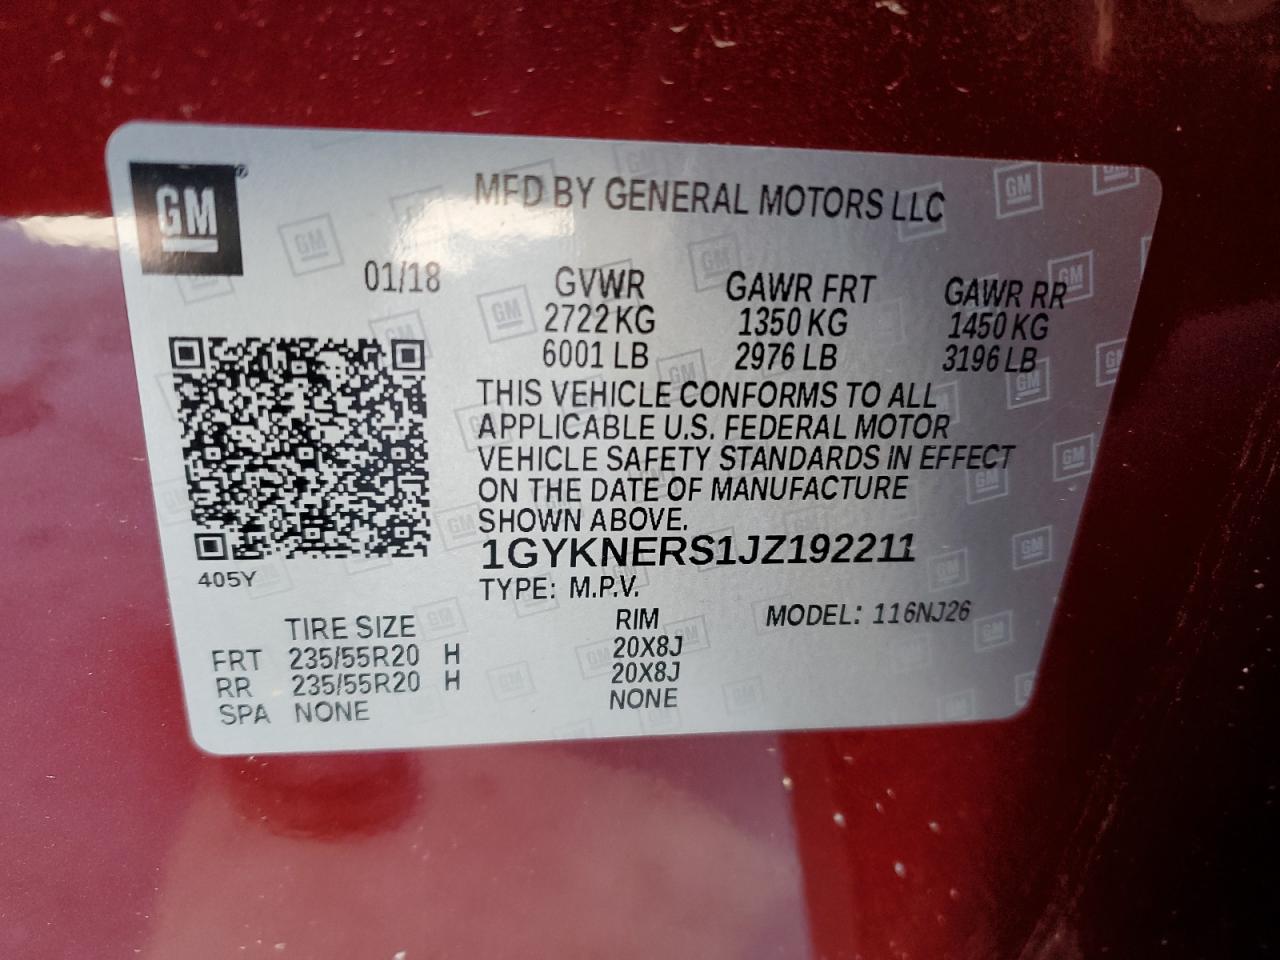 GM
MFD BY GENERAL MOTORS LLC
01/18
GVWR GAWR FRT GAWR RR
2722 KG 1350 KG 1450 KG
6001 LB 2976 LB 3196 LB
THIS VEHICLE CONFORMS TO ALL
APPLICABLE U.S. FEDERAL MOTOR
VEHICLE SAFETY STANDARDS IN EFFECT
ON THE DATE OF MANUFACTURE
SHOWN ABOVE.
1GYKNERS1JZ192211
405Y
TYPE: M.P.V.
TIRE SIZE RIM MODEL: 116NJ26
FRT 235/55R20 H 20X8J
RR 235/55R20 H 20X8J
SPA NONE NONE